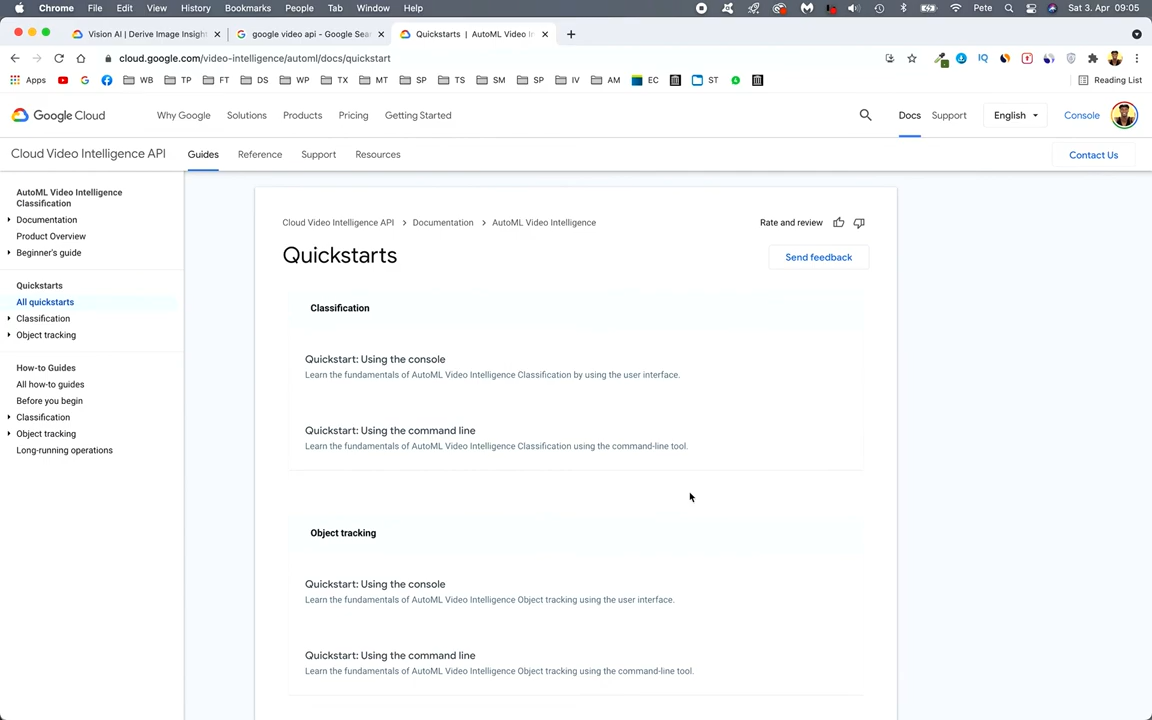 Chrome File Edit View History Bookmarks People Tab Window Help Pete Sat 3. Apr 09:05
Vision AI | Derive Image Insight google video api - Google Sea Quickstarts | AutoML Video In
cloud.google.com/video-intelligence/automl/docs/quickstart
Apps WB TP FT DS WP TX MT SP TS SM SP IV AM EC ST Reading List
Google Cloud Why Google Solutions Products Pricing Getting Started Docs Support English Console
Cloud Video Intelligence API Guides Reference Support Resources Contact Us
AutoML Video Intelligence
Classification
Documentation
Product Overview
Beginner's guide
Quickstarts
All quickstarts
Classification
Object tracking
How-to Guides
All how-to guides
Before you begin
Classification
Object tracking
Long-running operations
Cloud Video Intelligence API > Documentation > AutoML Video Intelligence Rate and review
Quickstarts
Send feedback
Classification
Quickstart: Using the console
Learn the fundamentals of AutoML Video Intelligence Classification by using the user interface.
Quickstart: Using the command line
Learn the fundamentals of AutoML Video Intelligence Classification using the command-line tool.
Object tracking
Quickstart: Using the console
Learn the fundamentals of AutoML Video Intelligence Object tracking using the user interface.
Quickstart: Using the command line
Learn the fundamentals of AutoML Video Intelligence Object tracking using the command-line tool.